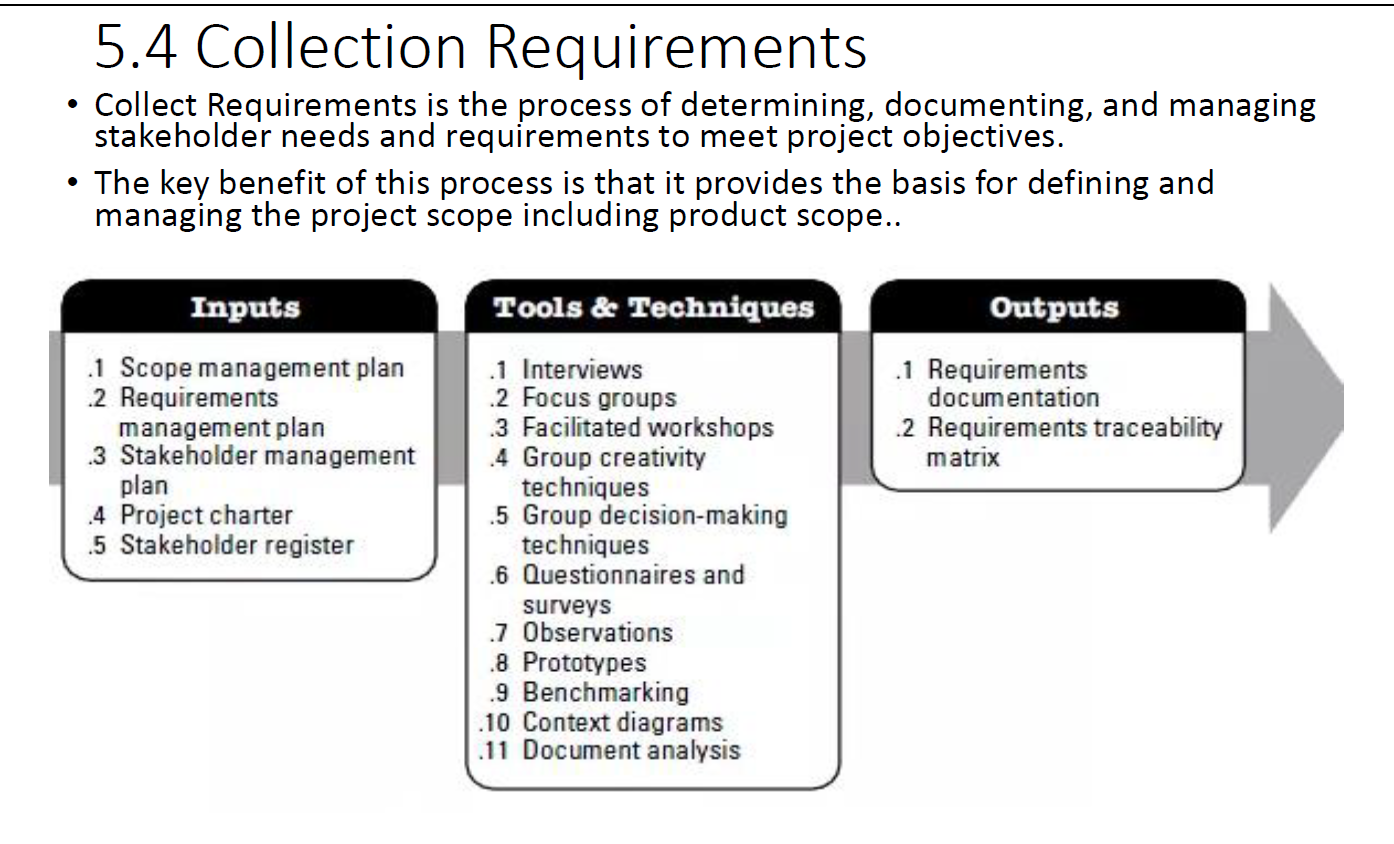 5.4 Collection Requirements
• Collect Requirements is the process of determining, documenting, and managing
stakeholder needs and requirements to meet project objectives.
• The key benefit of this process is that it provides the basis for defining and
managing the project scope including product scope..
Inputs
.1 Scope management plan
.2 Requirements
management plan
.3 Stakeholder management
plan
.4 Project charter
.5 Stakeholder register
Tools & Techniques
.1 Interviews
.2 Focus groups
.3 Facilitated workshops
.4 Group creativity
techniques
.5 Group decision-making
techniques
.6 Questionnaires and
surveys
.7 Observations
.8 Prototypes
.9 Benchmarking
.10 Context diagrams
.11 Document analysis
Outputs
.1 Requirements
documentation
.2 Requirements traceability
matrix